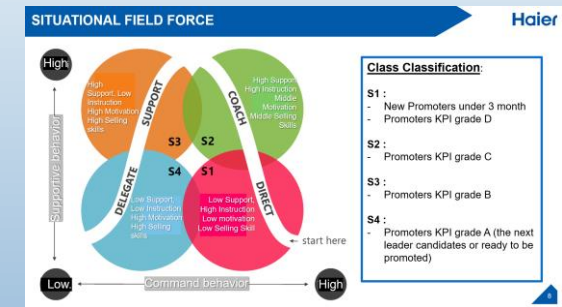 SITUATIONAL FIELD FORCE
Haier
High
High
Support, Low
Instruction
High Motivation
High Selling
skills
SUPPORT
S3
COACH
S2
High Support
High Instruction
Middle
Motivation
Middle Selling
Skills
Supportive behavior
DELEGATE
S4
Low Support,
Low Instruction
High Motivation
High Selling
skills
S1
Low Support,
High Instruction
Low motivation
Low Selling Skill
DIRECT
start here
Low.
Command behavior
High
Class Classification:
S1 :
- New Promoters under 3 month
- Promoters KPI grade D
S2 :
- Promoters KPI grade C
S3 :
- Promoters KPI grade B
S4 :
- Promoters KPI grade A (the next
leader candidates or ready to be
promoted)